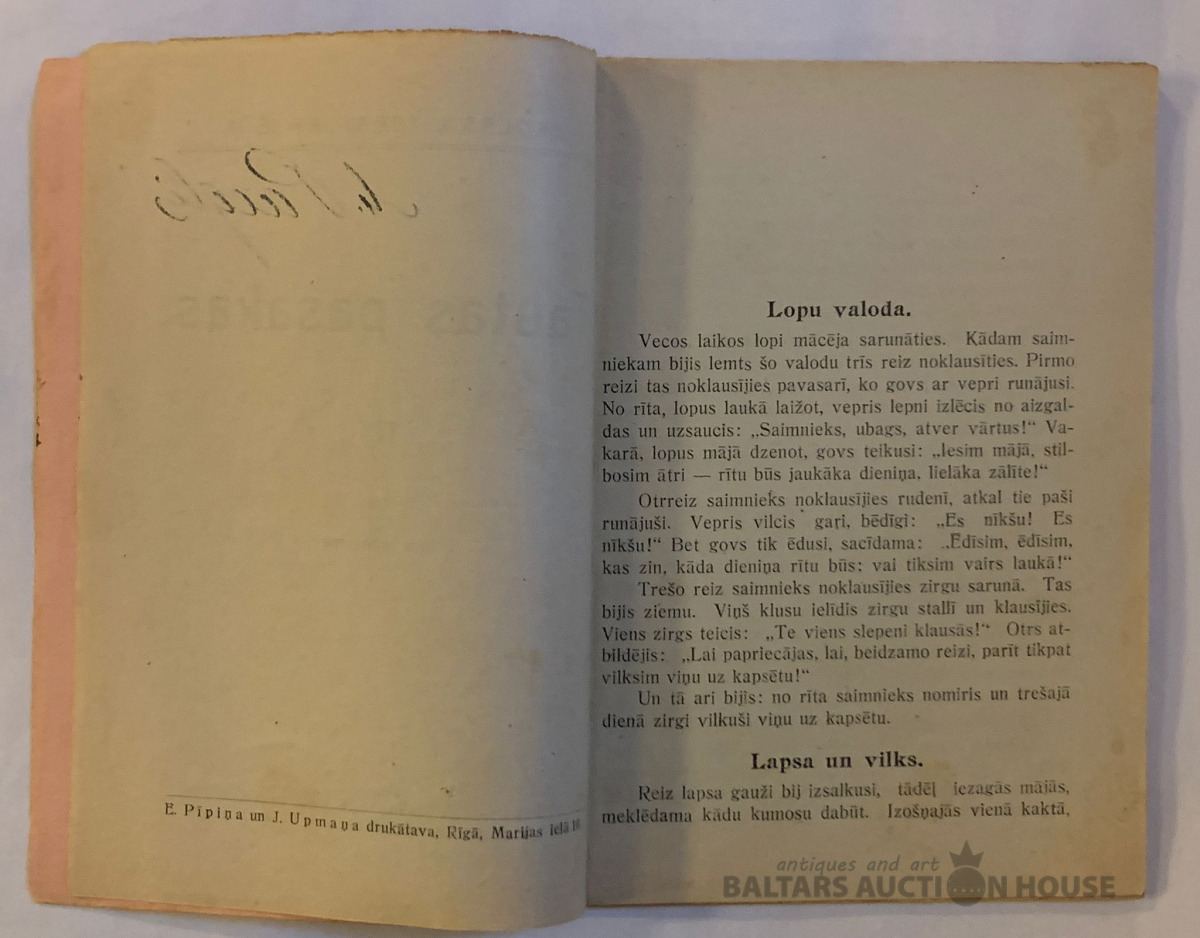 E. Pīpiņa un J. Upmaņa drukātava, Rīgā, Marijas ielā
Lopu valoda.
Vecos laikos lopi mācēja sarunāties. Kādam saim-
niekam bijis lemts šo valodu trīs reiz noklausīties. Pirmo
reizi tas noklausījies pavasarī, ko govs ar vepri runājusi.
No rīta, lopus laukā laižot, vepris lepni izlēcis no aizgal-
das un uzsaucis: „Saimnieks, ubags, atver vārtus!“ Va-
karā, lopus mājā dzenot, govs teikusi: „Iesim mājā, stil-
bosim ātri — rītu būs jaukāka dieniņa, lielāka zālīte!“
Otrreiz saimnieks noklausījies rudenī, atkal tie paši
runājuši. Vepris vilcis gari, bēdīgi: „Es nīkšu! Es
nīkšu!“ Bet govs tik ēdusi, sacīdama: „Ēdīsim, ēdīsim,
kas zin, kāda dieniņa rītu būs: vai tiksim vairs laukā!“
Trešo reiz saimnieks noklausījies zirgu sarunā. Tas
bijis ziemu. Viņš klusu ielīdis zirgu stallī un klausījies.
Viens zirgs teicis: „Te viens slepeni klausās!“ Otrs at-
bildējis: „Lai papriecājas, lai, beidzamo reizi, parīt tikpat
vilksim viņu uz kapsētu!“
Un tā ari bijis: no rīta saimnieks nomiris un trešajā
dienā zirgi vilkuši viņu uz kapsētu.
Lapsa un vilks.
Reiz lapsa gauži bij izsalkusi, tādēļ iezagās mājās,
meklēdama kādu kumosu dabūt. Izošņajās vienā kaktā,
antiques and art
BALTARS AUCTION HOUSE